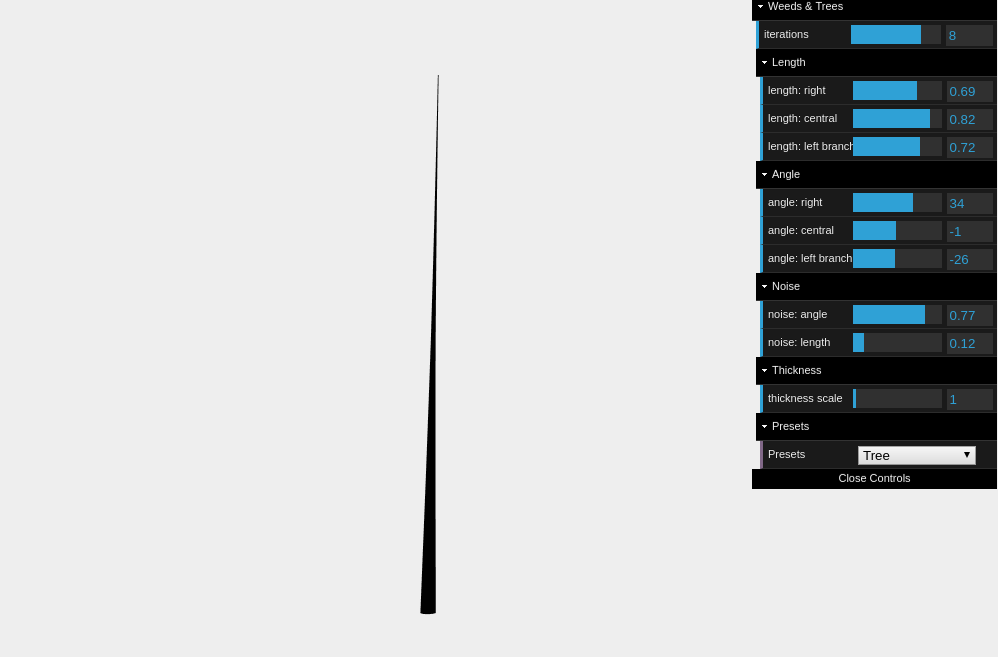 Weeds & Trees
iterations 8
Length
length: right 0.69
length: central 0.82
length: left branch 0.72
Angle
angle: right 34
angle: central -1
angle: left branch -26
Noise
noise: angle 0.77
noise: length 0.12
Thickness
thickness scale 1
Presets
Presets Tree
Close Controls